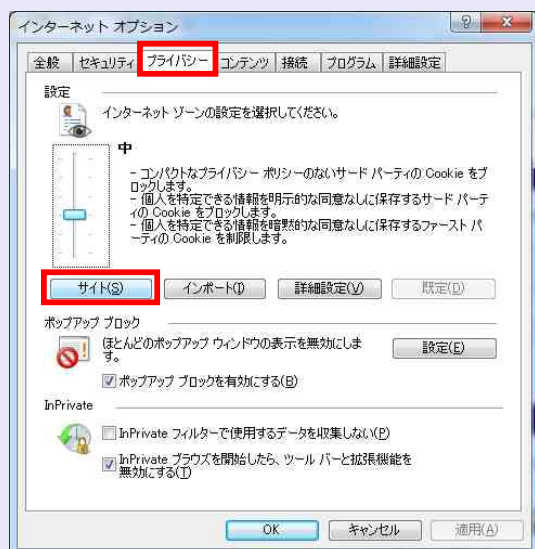 インターネット オプション
全般 セキュリティ プライバシー コンテンツ 接続 プログラム 詳細設定
設定
インターネット ゾーンの設定を選択してください。
中
- コンパクトなプライバシー ポリシーのないサード パーティの Cookie をブ
ロックします。
- 個人を特定できる情報を明示的な同意なしに保存するサード パーテ
ィの Cookie をブロックします。
- 個人を特定できる情報を暗黙的な同意なしに保存するファースト パ
ーティの Cookie を制限します。
サイト(S) インポート(I) 詳細設定(V) 既定(D)
ポップアップ ブロック
ほとんどのポップアップ ウィンドウの表示を無効にしま
す。
設定(E)
ポップアップ ブロックを有効にする(B)
InPrivate
InPrivate フィルターで使用するデータを収集しない(P)
InPrivate ブラウズを開始したら、ツール バーと拡張機能を
無効にする(T)
OK キャンセル 適用(A)